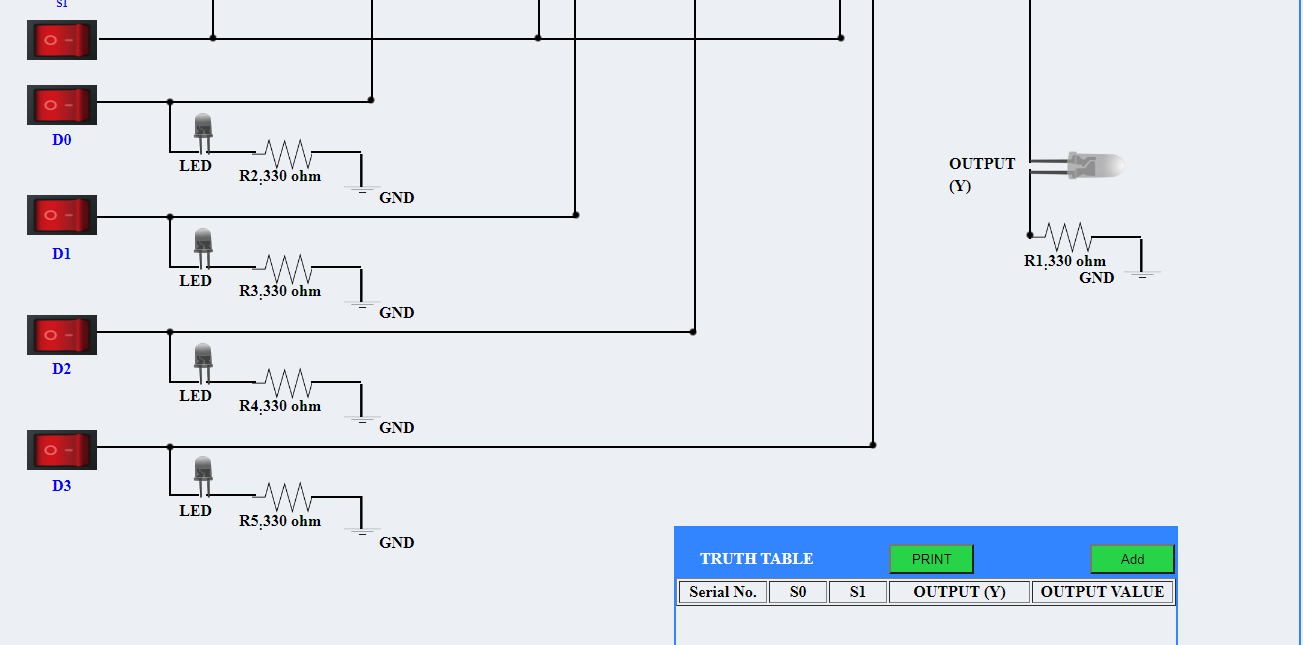 S1
D0
LED
R2,330 ohm
GND
OUTPUT
(Y)
D1
LED
R3,330 ohm
GND
R1,330 ohm
GND
D2
LED
R4,330 ohm
GND
D3
LED
R5,330 ohm
GND
TRUTH TABLE PRINT Add
Serial No. S0 S1 OUTPUT (Y) OUTPUT VALUE